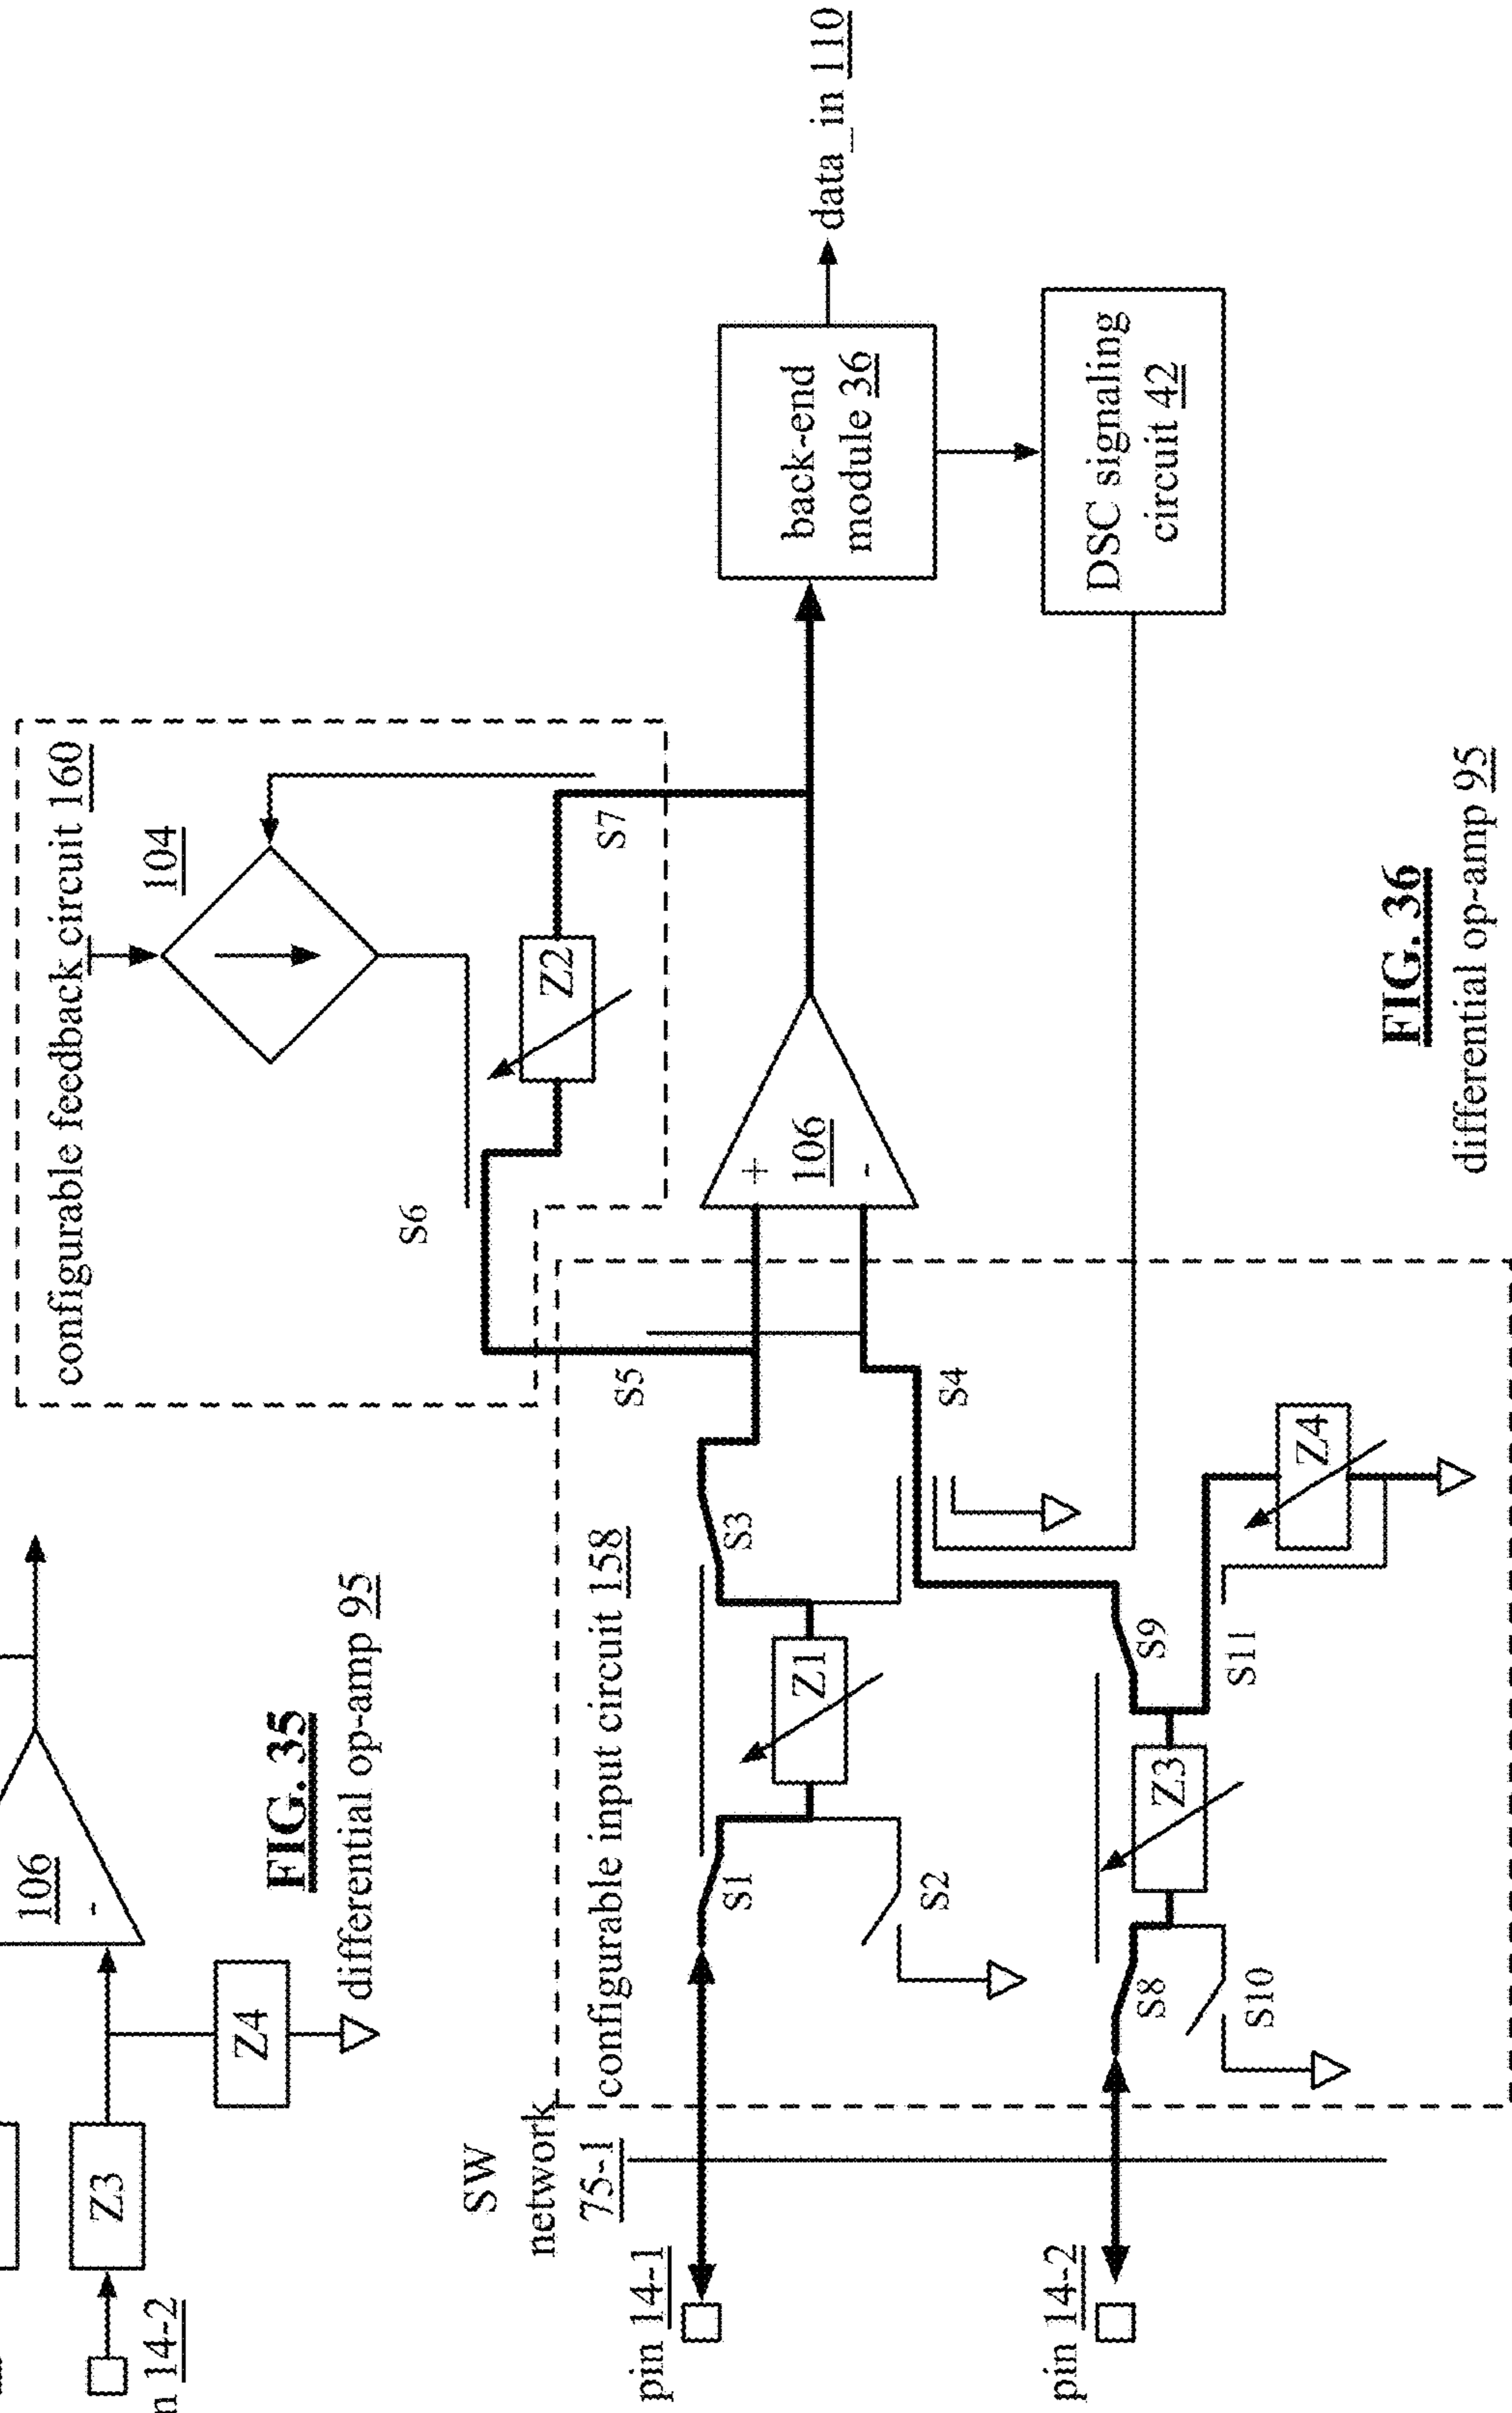 106
-
Z3
Z4
n 14-2
FIG. 35
differential op-amp 95
configurable feedback circuit 160
104
S6
Z2
S7
SW
network
75-1
configurable input circuit 158
S5
pin 14-1
S1
Z1
S3
+
106
-
back-end
module 36
data_in 110
S2
S4
pin 14-2
S8
Z3
S9
S10
S11
Z4
DSC signaling
circuit 42
FIG. 36
differential op-amp 95